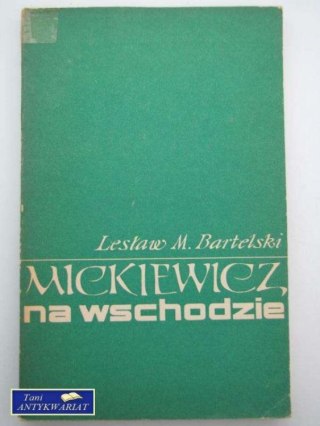 Lesław M. Bartelski
MICKIEWICZ
na wschodzie
Tani
ANTYKWARIAT